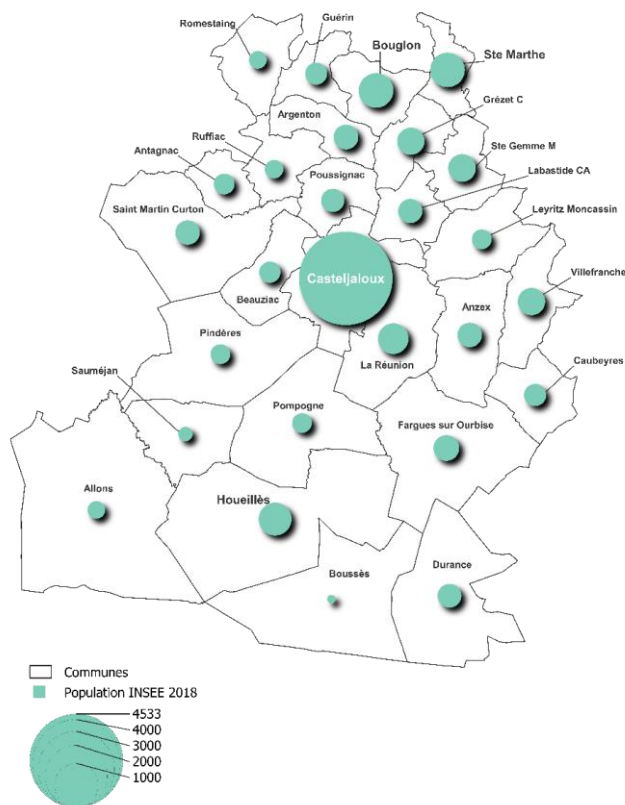 Romestaing
Guérin
Bouglon
Ste Marthe
Argenton
Grézet C
Ruffiac
Antagnac
Ste Gemme M
Poussignac
Labastide CA
Saint Martin Curton
Leyritz Moncassin
Casteljaloux
Villefranche
Beauziac
Anzex
Pindères
La Réunion
Caubeyres
Sauméjan
Pompogne
Fargues sur Ourbise
Allons
Houeillès
Boussès
Durance
Communes
Population INSEE 2018
4533
4000
3000
2000
1000